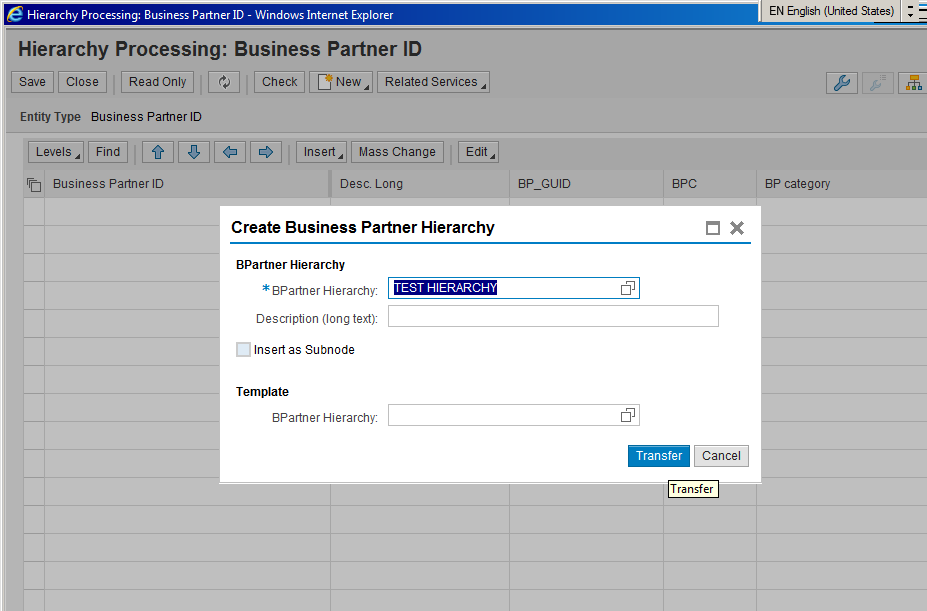 Hierarchy Processing: Business Partner ID - Windows Internet Explorer
EN English (United States)
Hierarchy Processing: Business Partner ID
Save Close Read Only Check New Related Services
Entity Type Business Partner ID
Levels Find Insert Mass Change Edit
Business Partner ID Desc. Long BP_GUID BPC BP category
Create Business Partner Hierarchy
BPartner Hierarchy
* BPartner Hierarchy: TEST HIERARCHY
Description (long text):
Insert as Subnode
Template
BPartner Hierarchy:
Transfer Cancel
Transfer